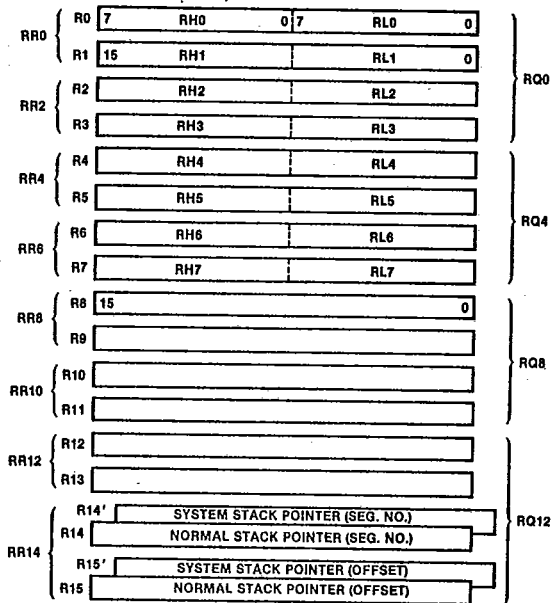 RR0
R0 7 RH0 0 7 RL0 0
R1 15 RH1 RL1 0
RQ0
RR2
R2 RH2 RL2
R3 RH3 RL3
RR4
R4 RH4 RL4
R5 RH5 RL5
RQ4
RR6
R6 RH6 RL6
R7 RH7 RL7
RR8
R8 15 0
R9
RQ8
RR10
R10
R11
RR12
R12
R13
RQ12
RR14
R14' SYSTEM STACK POINTER (SEG. NO.)
R14 NORMAL STACK POINTER (SEG. NO.)
R15' SYSTEM STACK POINTER (OFFSET)
R15 NORMAL STACK POINTER (OFFSET)